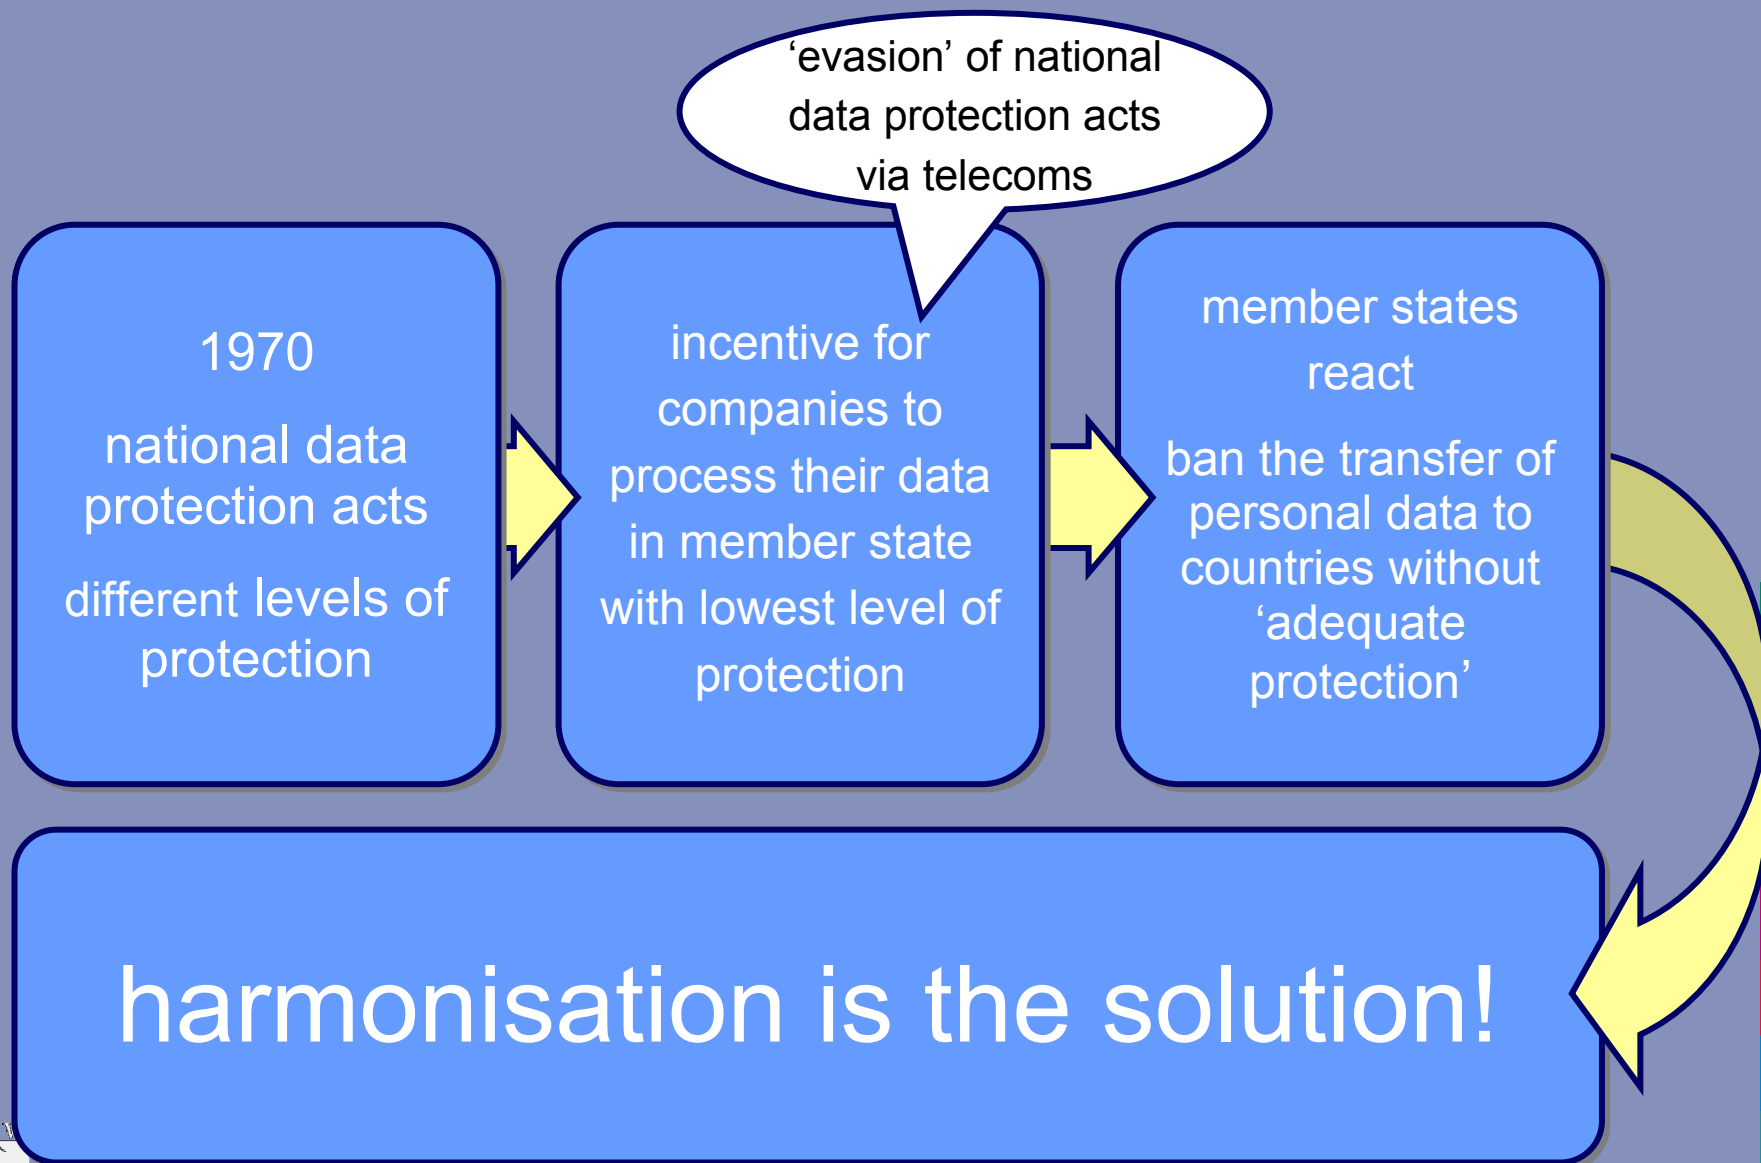 ‘evasion’ of national
data protection acts
via telecoms
1970
national data
protection acts
different levels of
protection
incentive for
companies to
process their data
in member state
with lowest level of
protection
member states
react
ban the transfer of
personal data to
countries without
‘adequate
protection’
harmonisation is the solution!